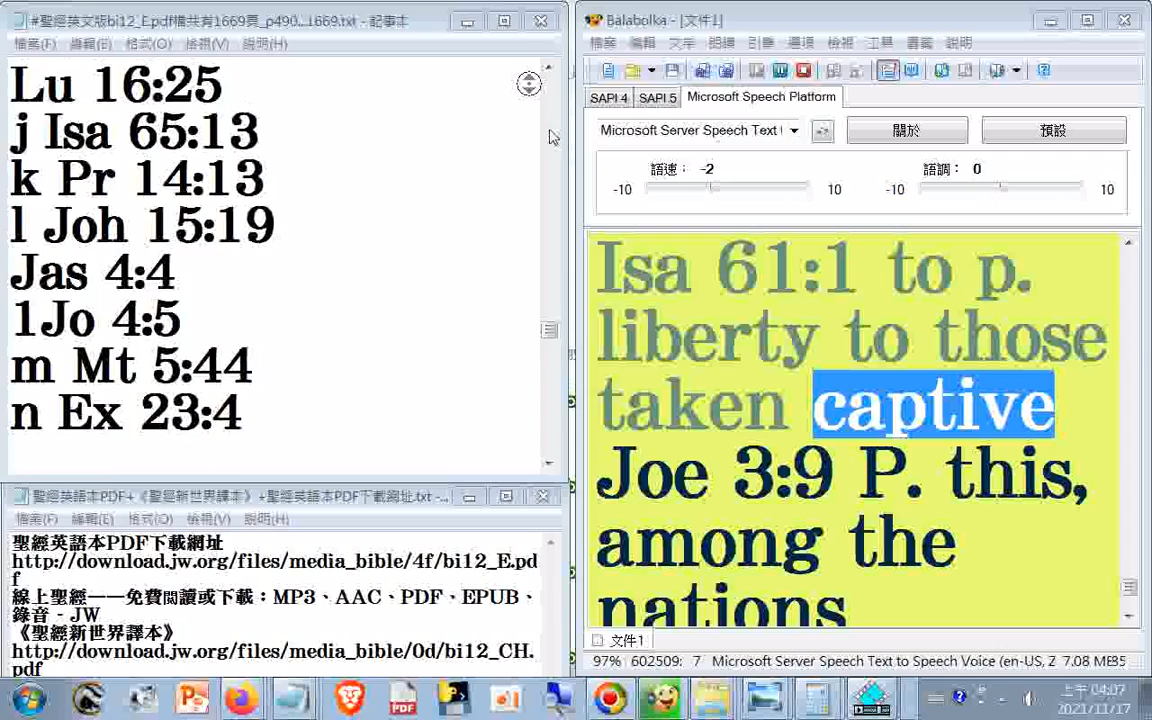 #聖經英文版bi12_E.pdf檔共有1669頁_p490...1669.txt - 記事本
檔案(F) 編輯(E) 格式(O) 檢視(V) 說明(H)
Lu 16:25
j Isa 65:13
k Pr 14:13
l Joh 15:19
Jas 4:4
1Jo 4:5
m Mt 5:44
n Ex 23:4
聖經英語本PDF+《聖經新世界譯本》+聖經英語本PDF下載網址.txt -...
檔案(F) 編輯(E) 格式(O) 檢視(V) 說明(H)
聖經英語本PDF下載網址
http://download.jw.org/files/media_bible/4f/bi12_E.pd
f
線上聖經——免費閱讀或下載：MP3、AAC、PDF、EPUB、
錄音 - JW
《聖經新世界譯本》
http://download.jw.org/files/media_bible/0d/bi12_CH.
pdf
Balabolka - [文件1]
檔案 編輯 文字 朗讀 引擎 選項 檢視 工具 書籤 說明
SAPI 4 SAPI 5 Microsoft Speech Platform
Microsoft Server Speech Text 關於 預設
語速： -2 語調： 0
-10 10 -10 10
Isa 61:1 to p.
liberty to those
taken captive
Joe 3:9 P. this,
among the
nations
文件1
97% 602509: 7 Microsoft Server Speech Text to Speech Voice (en-US, Z 7.08 MB
上午 04:07
2021/11/17